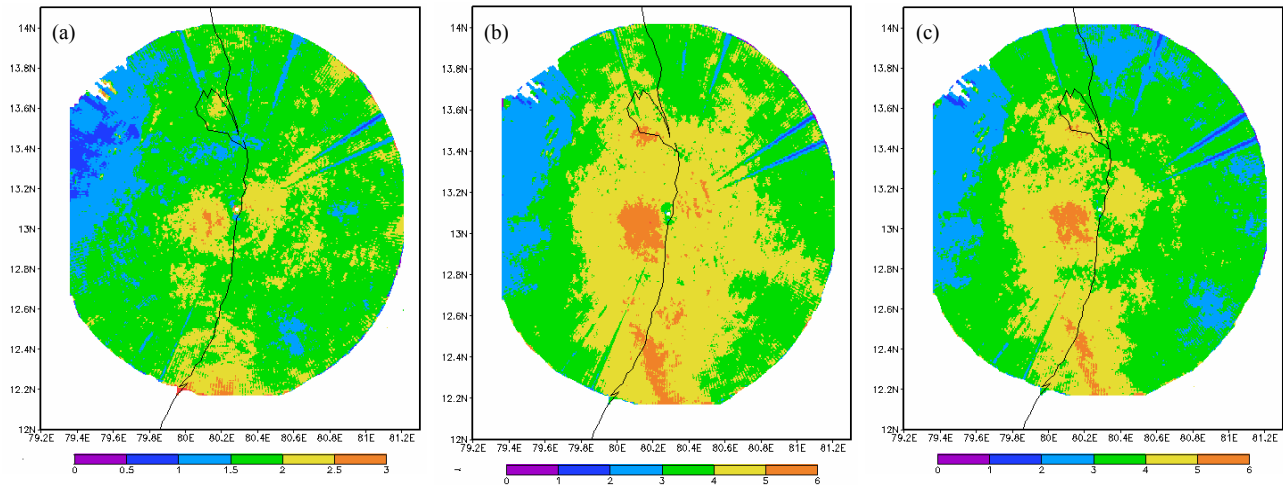 (a)
14N
13.8N
13.6N
13.4N
13.2N
13N
12.8N
12.6N
12.4N
12.2N
12N
79.2E 79.4E 79.6E 79.8E 80E 80.2E 80.4E 80.6E 80.8E 81E 81.2E
0 0.5 1 1.5 2 2.5 3
(b)
14N
13.8N
13.6N
13.4N
13.2N
13N
12.8N
12.6N
12.4N
12.2N
12N
79.2E 79.4E 79.6E 79.8E 80E 80.2E 80.4E 80.6E 80.8E 81E 81.2E
0 1 2 3 4 5 6
(c)
14N
13.8N
13.6N
13.4N
13.2N
13N
12.8N
12.6N
12.4N
12.2N
12N
79.2E 79.4E 79.6E 79.8E 80E 80.2E 80.4E 80.6E 80.8E 81E 81.2E
0 1 2 3 4 5 6